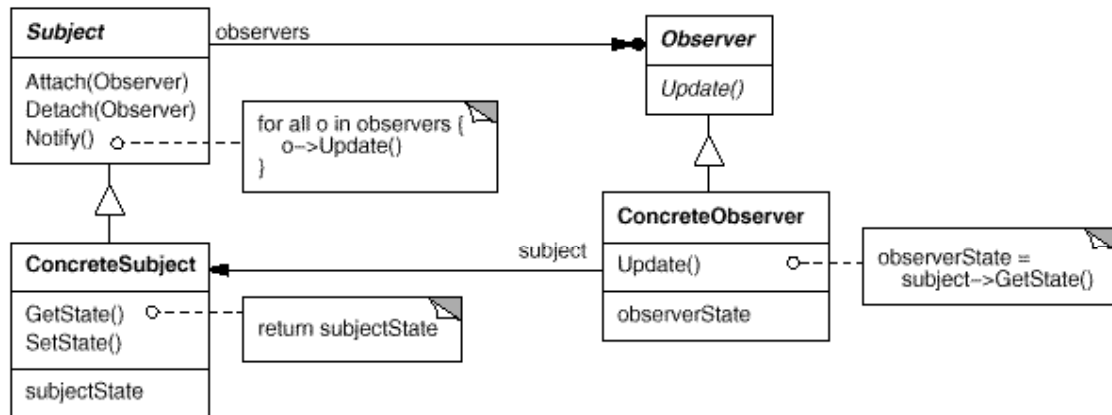 Subject
Attach(Observer)
Detach(Observer)
Notify()
observers
for all o in observers {
o->Update()
}
Observer
Update()
ConcreteSubject
GetState()
SetState()
subjectState
return subjectState
subject
ConcreteObserver
Update()
observerState
observerState =
subject->GetState()